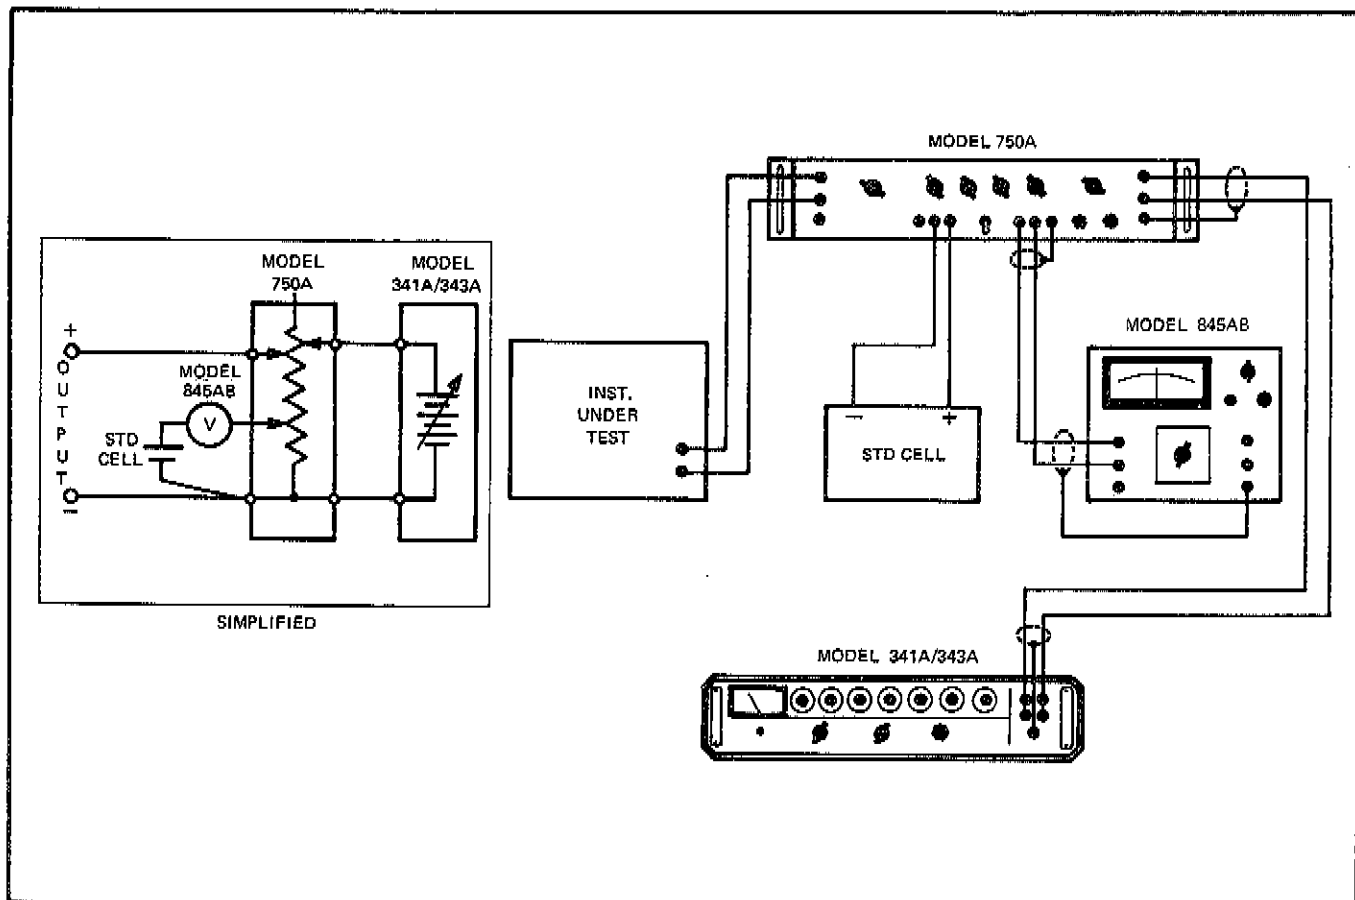 MODEL 750A
MODEL
750A
MODEL
341A/343A
+
OUTPUT
−
MODEL
845AB
V
STD
CELL
SIMPLIFIED
INST.
UNDER
TEST
− +
STD CELL
MODEL 845AB
MODEL 341A/343A